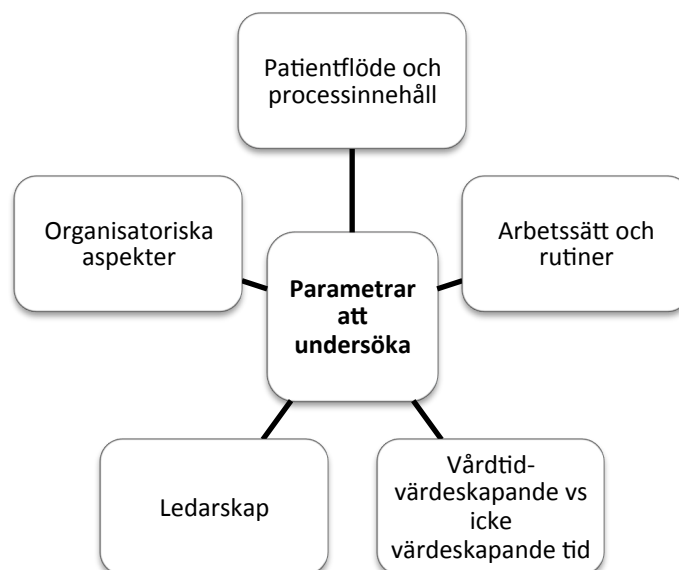 Patientflöde och
processinnehåll
Organisatoriska
aspekter
Arbetssätt och
rutiner
Parametrar
att
undersöka
Ledarskap
Vårdtid-
värdeskapande vs
icke
värdeskapande tid